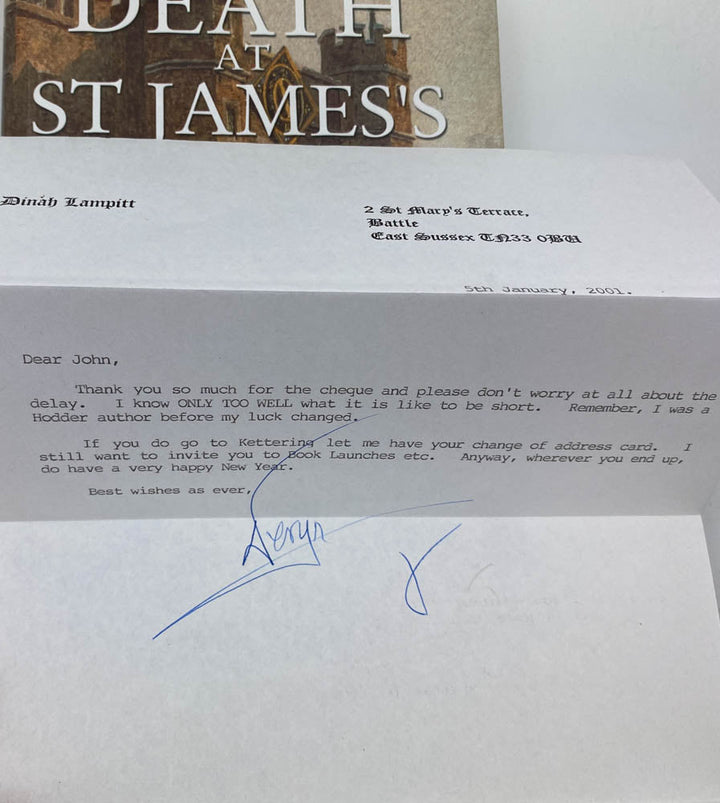 DEATH
AT
ST JAMES'S
Dinah Lampitt
2 St Mary's Terrace,
Battle
East Sussex TN33 0BU
5th January, 2001.
Dear John,
Thank you so much for the cheque and please don't worry at all about the
delay. I know ONLY TOO WELL what it is like to be short. Remember, I was a
Hodder author before my luck changed.
If you do go to Kettering let me have your change of address card. I
still want to invite you to Book Launches etc. Anyway, wherever you end up,
do have a very happy New Year.
Best wishes as ever,
Deryn